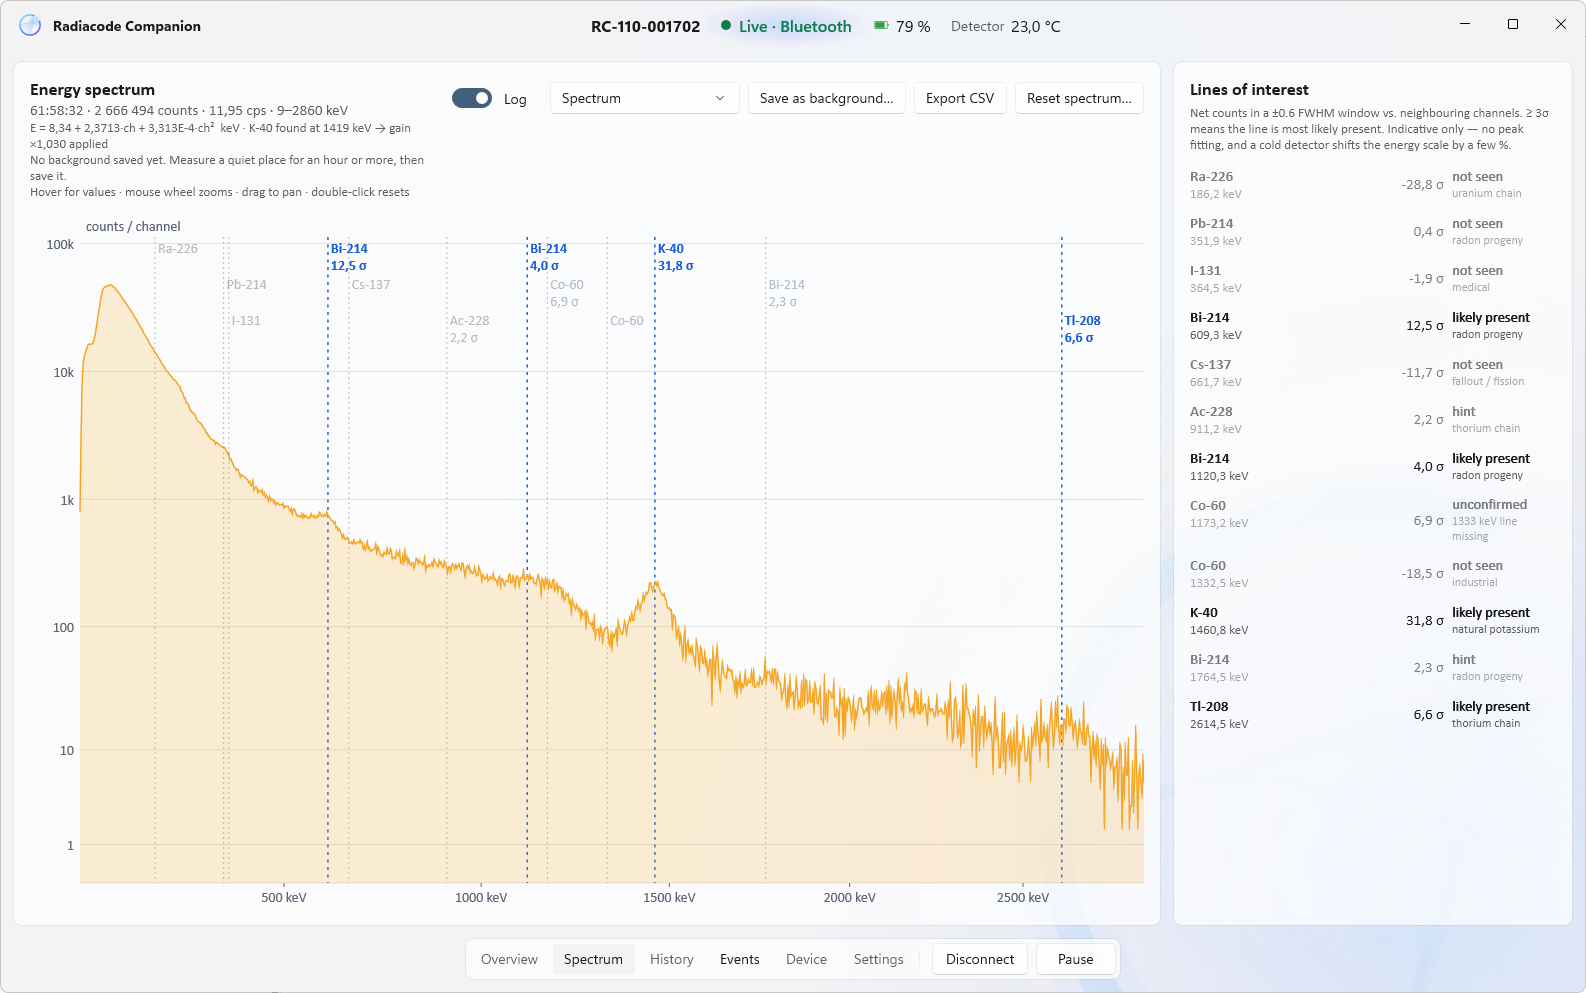 Radiacode Companion
RC-110-001702 Live · Bluetooth 79 % Detector 23,0 °C
Energy spectrum
61:58:32 · 2 666 494 counts · 11,95 cps · 9–2860 keV
E = 8,34 + 2,3713·ch + 3,313E-4·ch² keV · K-40 found at 1419 keV → gain
×1,030 applied
No background saved yet. Measure a quiet place for an hour or more, then
save it.
Hover for values · mouse wheel zooms · drag to pan · double-click resets
Log
Spectrum
Save as background...
Export CSV
Reset spectrum...
counts / channel
100k
10k
1k
100
10
1
Ra-226
Pb-214
I-131
Bi-214
12,5 σ
Cs-137
Ac-228
2,2 σ
Bi-214
4,0 σ
Co-60
6,9 σ
Co-60
K-40
31,8 σ
Bi-214
2,3 σ
Tl-208
6,6 σ
500 keV
1000 keV
1500 keV
2000 keV
2500 keV
Lines of interest
Net counts in a ±0.6 FWHM window vs. neighbouring channels. ≥ 3σ
means the line is most likely present. Indicative only — no peak
fitting, and a cold detector shifts the energy scale by a few %.
Ra-226 -28,8 σ not seen
186,2 keV uranium chain
Pb-214 0,4 σ not seen
351,9 keV radon progeny
I-131 -1,9 σ not seen
364,5 keV medical
Bi-214 12,5 σ likely present
609,3 keV radon progeny
Cs-137 -11,7 σ not seen
661,7 keV fallout / fission
Ac-228 2,2 σ hint
911,2 keV thorium chain
Bi-214 4,0 σ likely present
1120,3 keV radon progeny
Co-60 6,9 σ unconfirmed
1173,2 keV 1333 keV line
missing
Co-60 -18,5 σ not seen
1332,5 keV industrial
K-40 31,8 σ likely present
1460,8 keV natural potassium
Bi-214 2,3 σ hint
1764,5 keV radon progeny
Tl-208 6,6 σ likely present
2614,5 keV thorium chain
Overview Spectrum History Events Device Settings Disconnect Pause